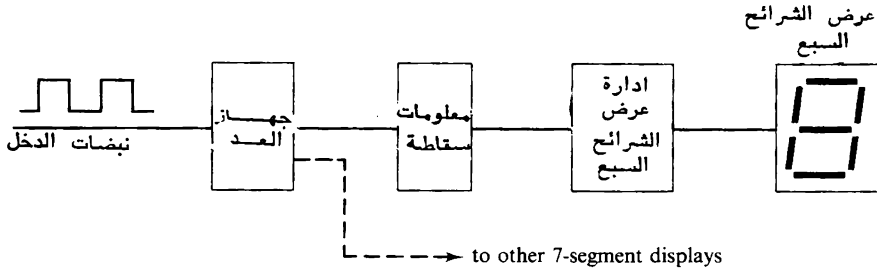 عرض الشرائح
السبع
نبضات الدخل
جهاز
العد
معلومات
سقاطة
ادارة
عرض
الشرائح
السبع
to other 7-segment displays